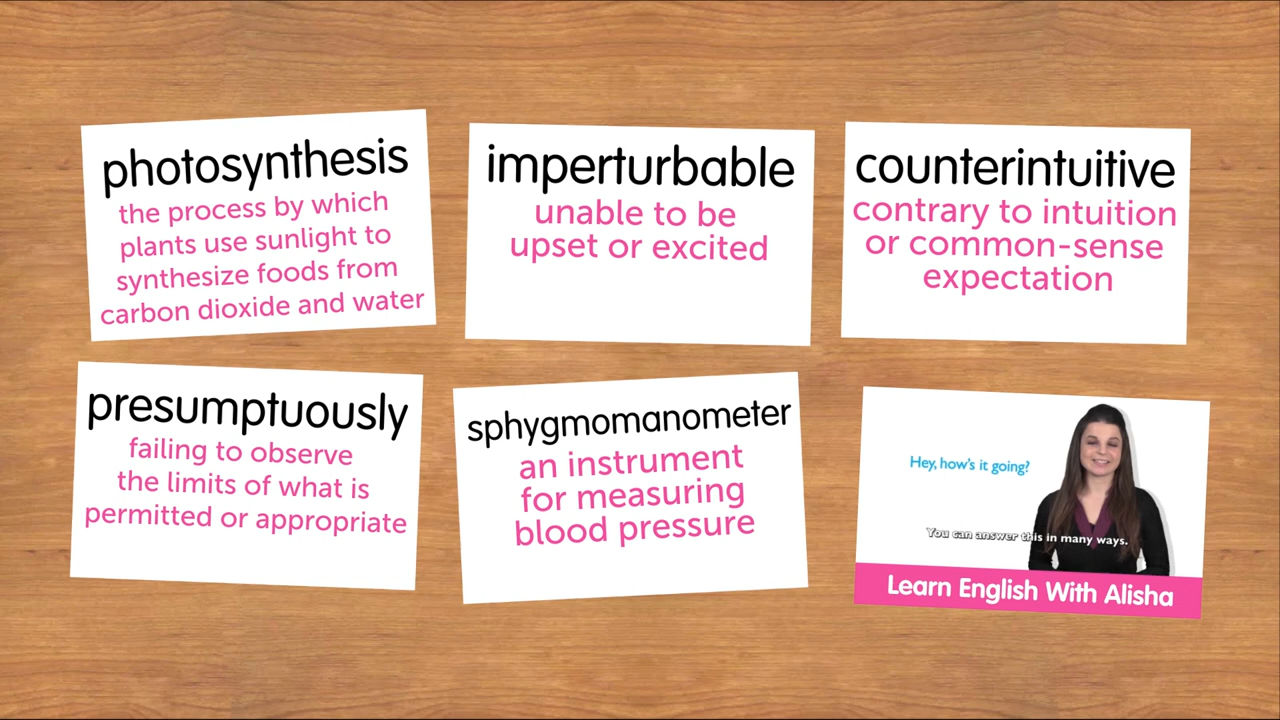 photosynthesis
the process by which
plants use sunlight to
synthesize foods from
carbon dioxide and water
imperturbable
unable to be
upset or excited
counterintuitive
contrary to intuition
or common-sense
expectation
presumptuously
failing to observe
the limits of what is
permitted or appropriate
sphygmomanometer
an instrument
for measuring
blood pressure
Hey, how's it going?
You can answer this in many ways.
Learn English With Alisha